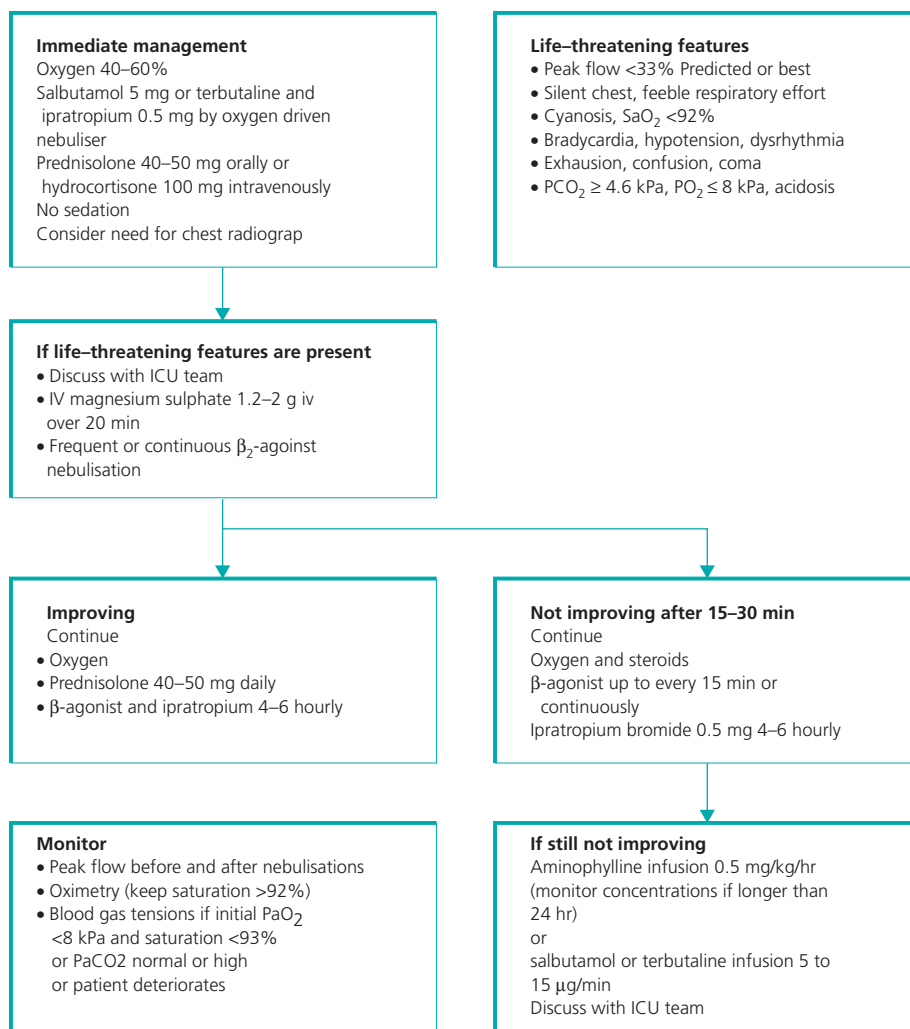 Immediate management
Oxygen 40–60%
Salbutamol 5 mg or terbutaline and
ipratropium 0.5 mg by oxygen driven
nebuliser
Prednisolone 40–50 mg orally or
hydrocortisone 100 mg intravenously
No sedation
Consider need for chest radiograp
Life–threatening features
• Peak flow <33% Predicted or best
• Silent chest, feeble respiratory effort
• Cyanosis, SaO₂ <92%
• Bradycardia, hypotension, dysrhythmia
• Exhausion, confusion, coma
• PCO₂ ≥ 4.6 kPa, PO₂ ≤ 8 kPa, acidosis
If life–threatening features are present
• Discuss with ICU team
• IV magnesium sulphate 1.2–2 g iv
over 20 min
• Frequent or continuous β₂-agoinst
nebulisation
Improving
Continue
• Oxygen
• Prednisolone 40–50 mg daily
• β-agonist and ipratropium 4–6 hourly
Not improving after 15–30 min
Continue
Oxygen and steroids
β-agonist up to every 15 min or
continuously
Ipratropium bromide 0.5 mg 4–6 hourly
Monitor
• Peak flow before and after nebulisations
• Oximetry (keep saturation >92%)
• Blood gas tensions if initial PaO₂
<8 kPa and saturation <93%
or PaCO2 normal or high
or patient deteriorates
If still not improving
Aminophylline infusion 0.5 mg/kg/hr
(monitor concentrations if longer than
24 hr)
or
salbutamol or terbutaline infusion 5 to
15 μg/min
Discuss with ICU team